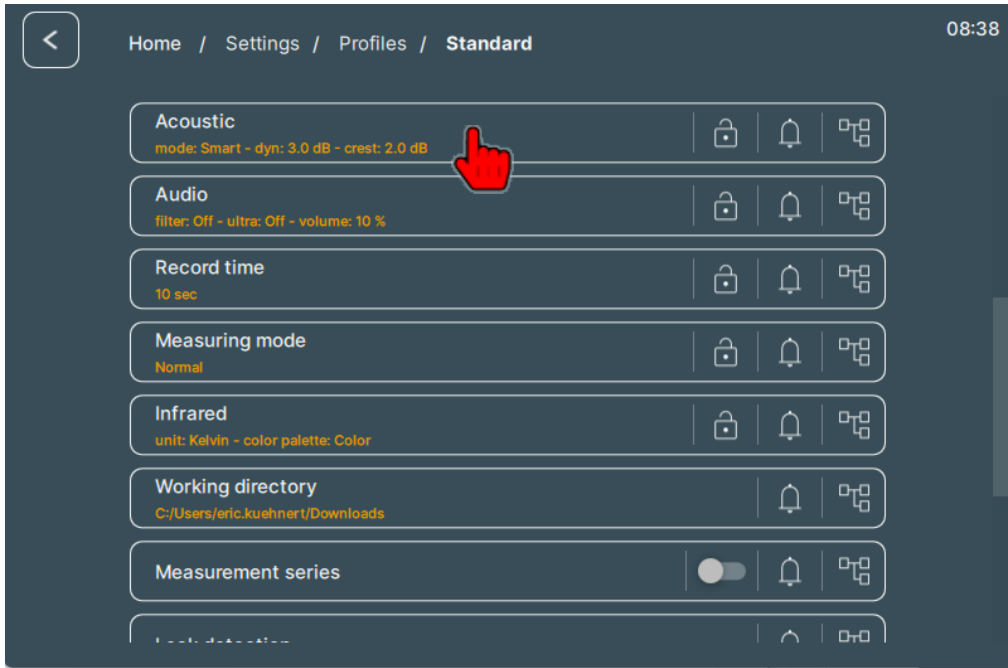 Home / Settings / Profiles / Standard
08:38
Acoustic
mode: Smart - dyn: 3.0 dB - crest: 2.0 dB
Audio
filter: Off - ultra: Off - volume: 10 %
Record time
10 sec
Measuring mode
Normal
Infrared
unit: Kelvin - color palette: Color
Working directory
C:/Users/eric.kuehnert/Downloads
Measurement series